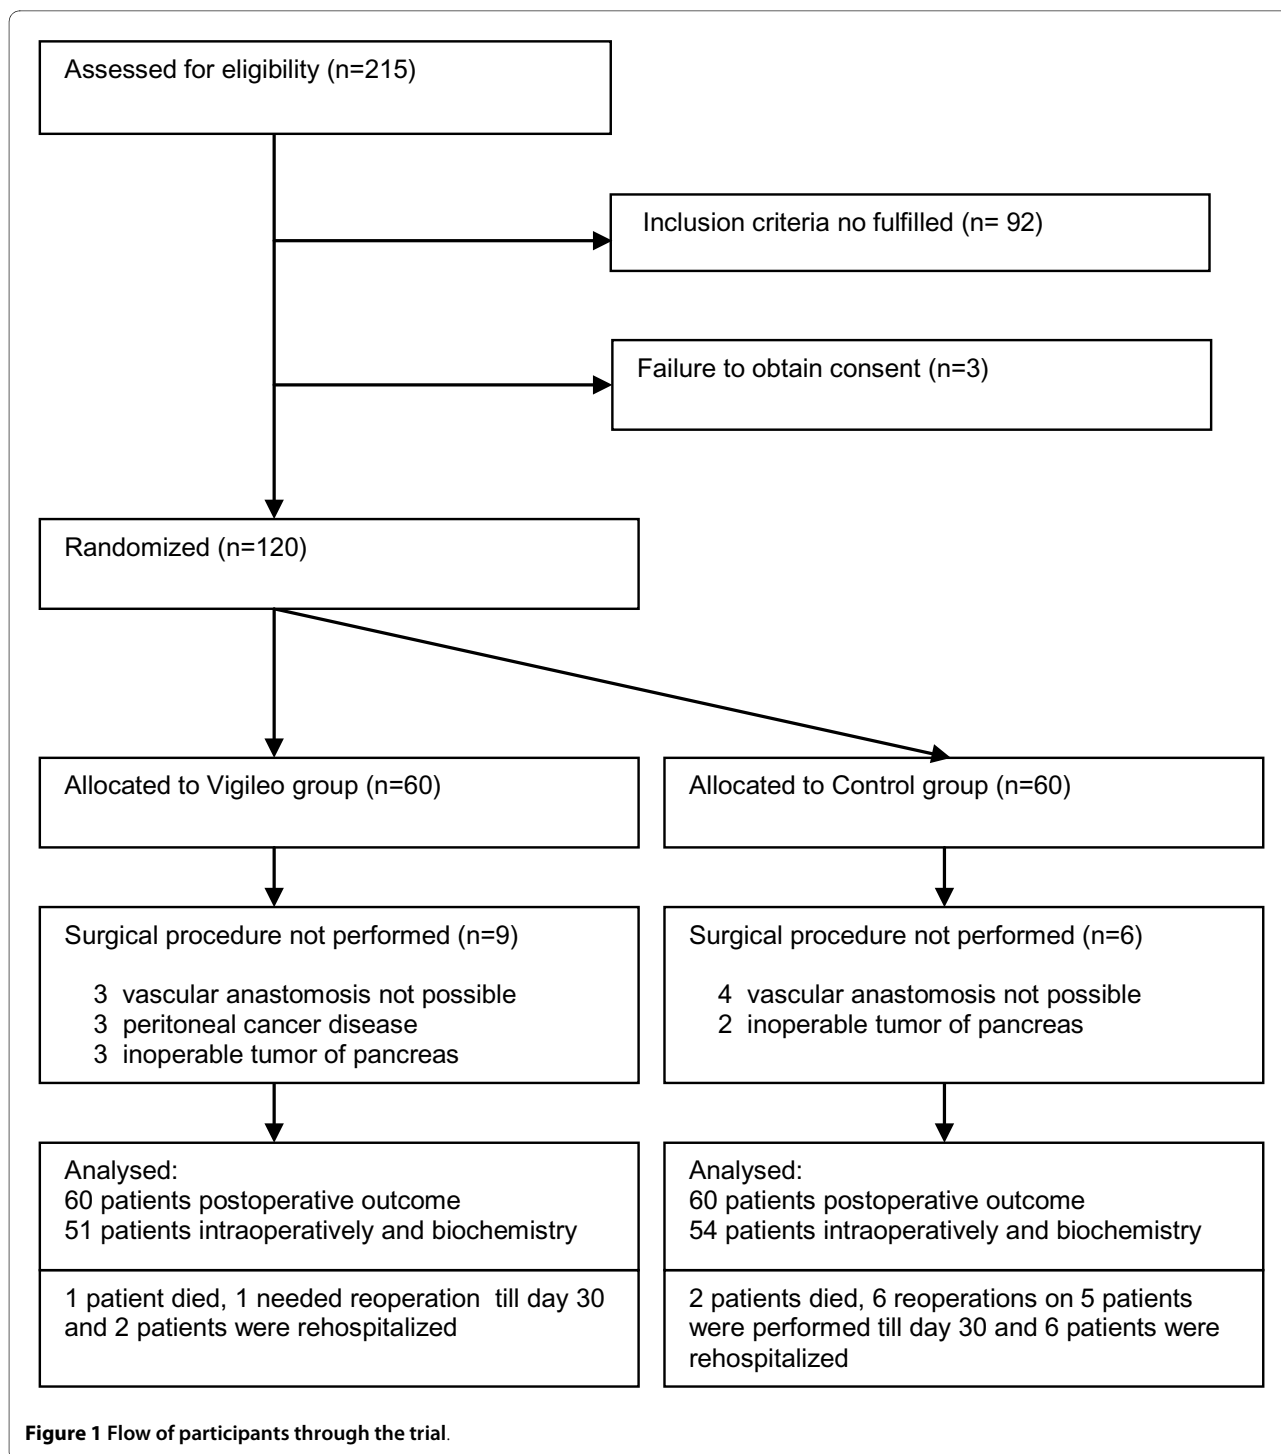 Assessed for eligibility (n=215)
Inclusion criteria no fulfilled (n= 92)
Failure to obtain consent (n=3)
Randomized (n=120)
Allocated to Vigileo group (n=60)
Allocated to Control group (n=60)
Surgical procedure not performed (n=9)
3 vascular anastomosis not possible
3 peritoneal cancer disease
3 inoperable tumor of pancreas
Surgical procedure not performed (n=6)
4 vascular anastomosis not possible
2 inoperable tumor of pancreas
Analysed:
60 patients postoperative outcome
51 patients intraoperatively and biochemistry
Analysed:
60 patients postoperative outcome
54 patients intraoperatively and biochemistry
1 patient died, 1 needed reoperation till day 30
and 2 patients were rehospitalized
2 patients died, 6 reoperations on 5 patients
were performed till day 30 and 6 patients were
rehospitalized
Figure 1 Flow of participants through the trial.